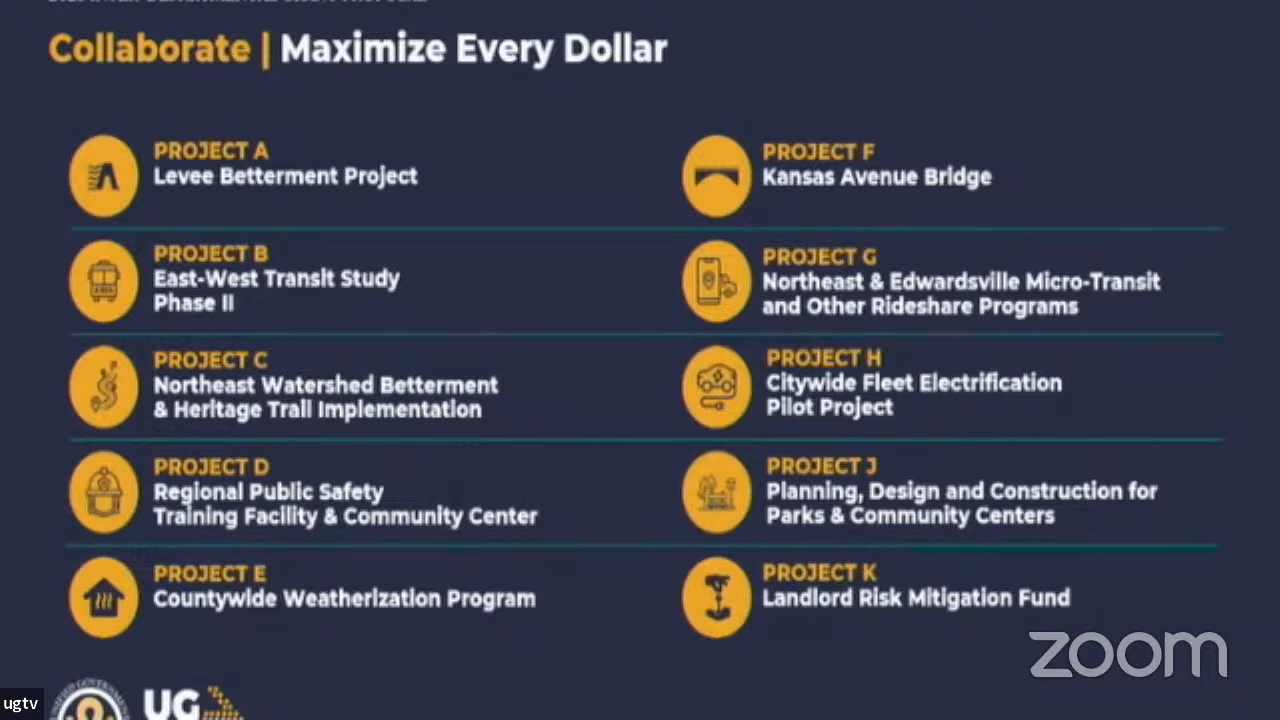 Collaborate | Maximize Every Dollar
PROJECT A
Levee Betterment Project
PROJECT B
East-West Transit Study
Phase II
PROJECT C
Northeast Watershed Betterment
& Heritage Trail Implementation
PROJECT D
Regional Public Safety
Training Facility & Community Center
PROJECT E
Countywide Weatherization Program
PROJECT F
Kansas Avenue Bridge
PROJECT G
Northeast & Edwardsville Micro-Transit
and Other Rideshare Programs
PROJECT H
Citywide Fleet Electrification
Pilot Project
PROJECT J
Planning, Design and Construction for
Parks & Community Centers
PROJECT K
Landlord Risk Mitigation Fund
zoom
ugtv
UG